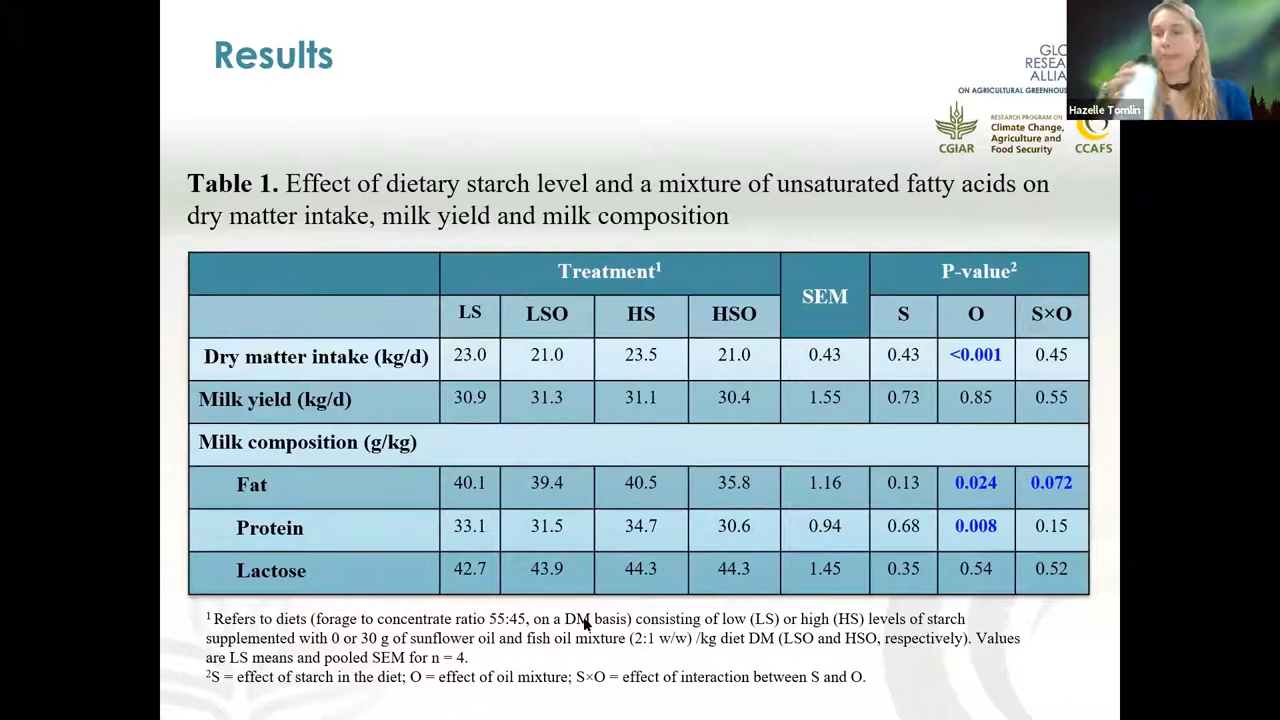 Results
GLO
RESEA
ALLIA
ON AGRICULTURAL GREENHOUS
Hazelle Tomlin
CGIAR
RESEARCH PROGRAM ON
Climate Change,
Agriculture and
Food Security
CCAFS
Table 1. Effect of dietary starch level and a mixture of unsaturated fatty acids on
dry matter intake, milk yield and milk composition
Treatment¹ SEM P-value²
LS LSO HS HSO S O S×O
Dry matter intake (kg/d) 23.0 21.0 23.5 21.0 0.43 0.43 <0.001 0.45
Milk yield (kg/d) 30.9 31.3 31.1 30.4 1.55 0.73 0.85 0.55
Milk composition (g/kg)
Fat 40.1 39.4 40.5 35.8 1.16 0.13 0.024 0.072
Protein 33.1 31.5 34.7 30.6 0.94 0.68 0.008 0.15
Lactose 42.7 43.9 44.3 44.3 1.45 0.35 0.54 0.52
¹ Refers to diets (forage to concentrate ratio 55:45, on a DM basis) consisting of low (LS) or high (HS) levels of starch
supplemented with 0 or 30 g of sunflower oil and fish oil mixture (2:1 w/w) /kg diet DM (LSO and HSO, respectively). Values
are LS means and pooled SEM for n = 4.
²S = effect of starch in the diet; O = effect of oil mixture; S×O = effect of interaction between S and O.